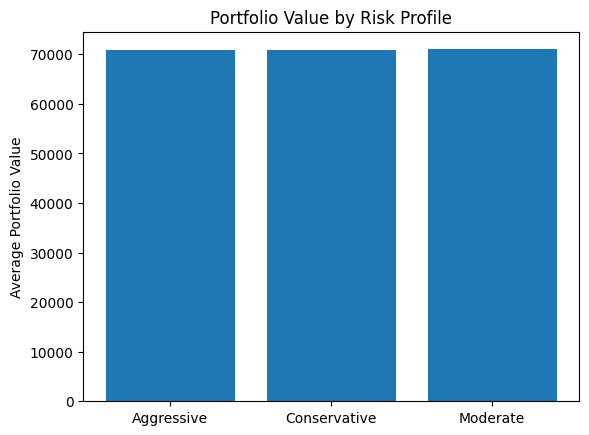 Portfolio Value by Risk Profile
Average Portfolio Value
70000
60000
50000
40000
30000
20000
10000
0
Aggressive Conservative Moderate